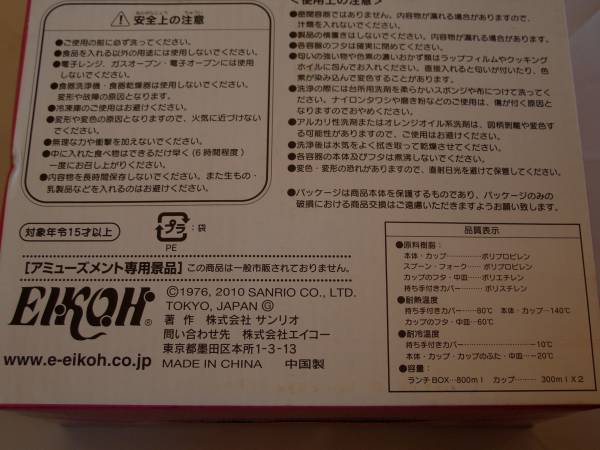 安全上の注意
●ご使用の前に必ず洗ってください。
●食品を入れる以外の用途には使用しないでください。
●電子レンジ、ガスオーブン・電子オーブンには使用
しないでください。
●食器洗浄機・食器乾燥器は使用しないでください。
変形や故障の原因となります。
●冷凍庫のご使用はお避けください。
●変形や変色の原因となりますので、火気に近づけない
でください。
●無理な力や衝撃を加えないでください。
●中に入れた食べ物はできるだけ早く(6時間程度)
一度にお召し上がりください。
●内容物を長時間保存しないでください。また生もの・
乳製品などを入れるのはお避けください。
<使用上の注意>
●密閉容器ではありません。内容物が漏れる場合がありますので、
汁類を入れないでください。
●製品の横置きはしないでください。内容物が漏れる場合があります。
●各容器のフタは確実に閉めてください。
●匂いの強い物や色素の濃いおかず類はラップフィルムやクッキング
ホイルに包んでお入れください。直接入れると匂いが付いたり、色
素が染み込んで変色することがあります。
●洗浄の際には台所用洗剤を柔らかいスポンジや布につけて洗ってく
ださい。ナイロンタワシや磨き粉などのご使用は、傷が付く原因と
なりますのでおやめください。
●アルカリ性洗剤またはオレンジオイル系洗剤は、図柄剥離や変色す
る可能性がありますので、ご使用はお避けください。
●洗浄後は水気をよく拭き取って乾燥させてください。
●各容器の本体及びフタは煮沸しないでください。
●変色・変形の恐れがありますので、直射日光を避けて保管してください。
●パッケージは商品本体を保護するものであり、パッケージのみの
破損における商品交換はご遠慮いただきますようお願い致します。
対象年令15才以上
プラ
:袋
PE
【アミューズメント専用景品】この商品は一般市販されておりません。
EIKOH®
www.e-eikoh.co.jp
©1976, 2010 SANRIO CO., LTD.
TOKYO, JAPAN Ⓖ
著 作 株式会社 サンリオ
問い合わせ先 株式会社エイコー
東京都墨田区本所1-3-13
MADE IN CHINA 中国製
品質表示
●原料樹脂:
本体・カップ………ポリプロピレン
スプーン・フォーク……ポリプロピレン
カップのフタ・中皿…ポリエチレン
持ち手付きカバー……ポリスチレン
●耐熱温度
持ち手付きカバー……80℃ 本体・カップ…140℃
カップのフタ・中皿…60℃
●耐冷温度
持ち手付きカバー…………－10℃
本体・カップ・カップのふた・中皿…－20℃
●容量:
ランチBOX…800ml カップ……300ml X 2